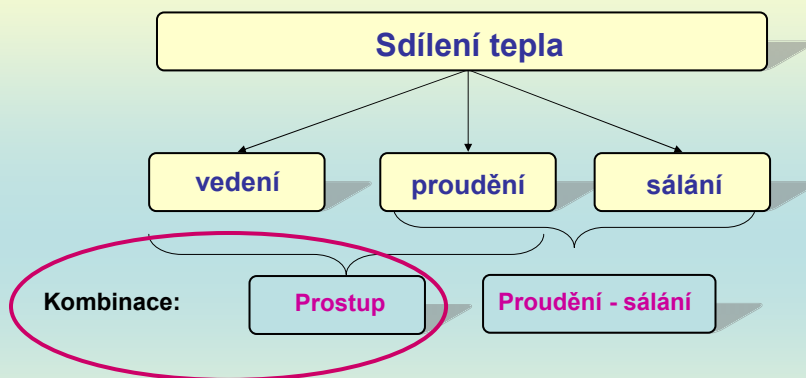 Sdílení tepla
vedení
proudění
sálání
Kombinace:
Prostup
Proudění - sálání